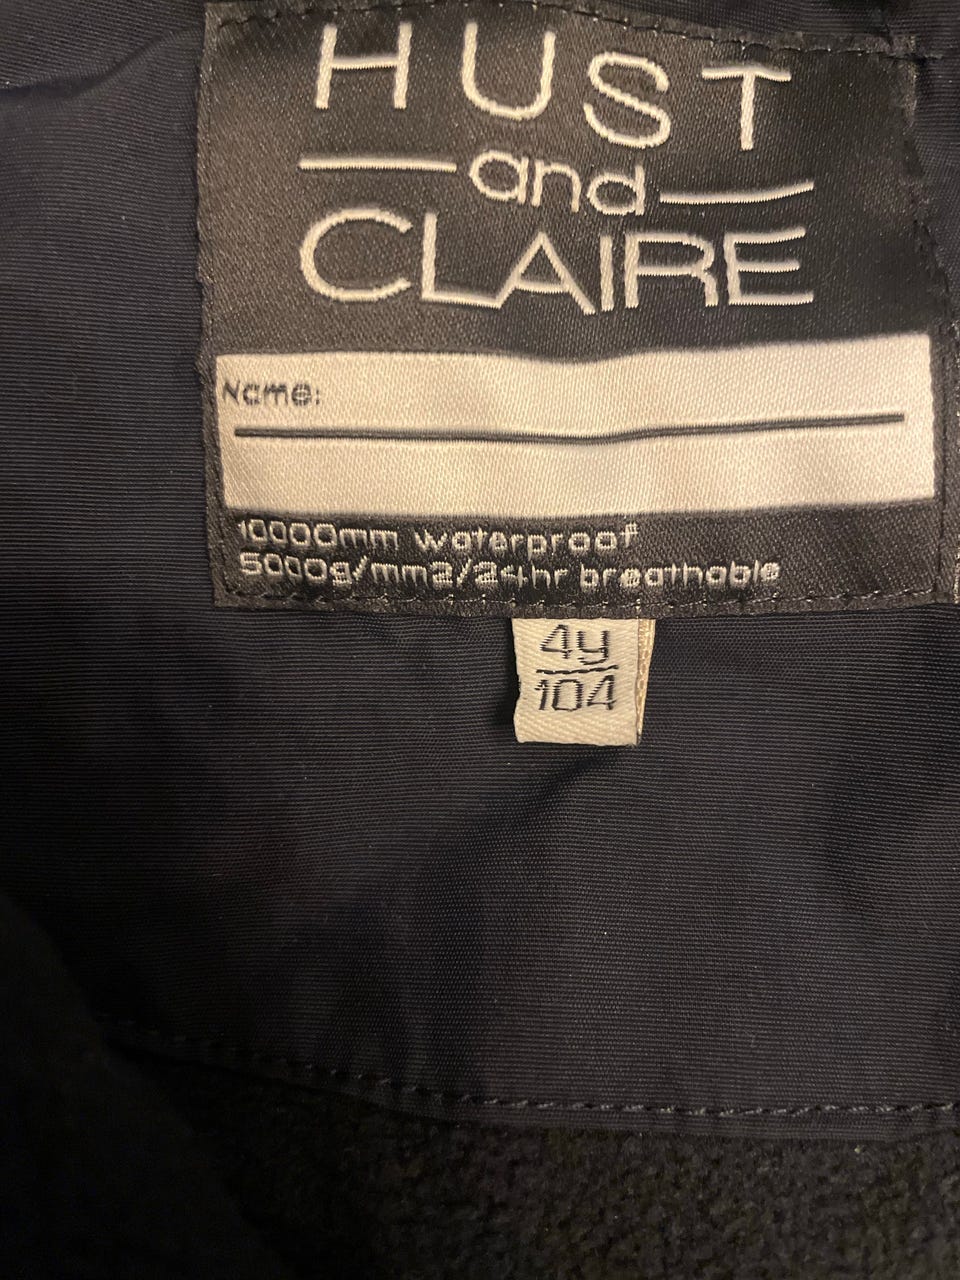 HUST
and
CLAIRE
Name:
10000mm waterproof
5000g/mm2/24hr breathable
4y
104